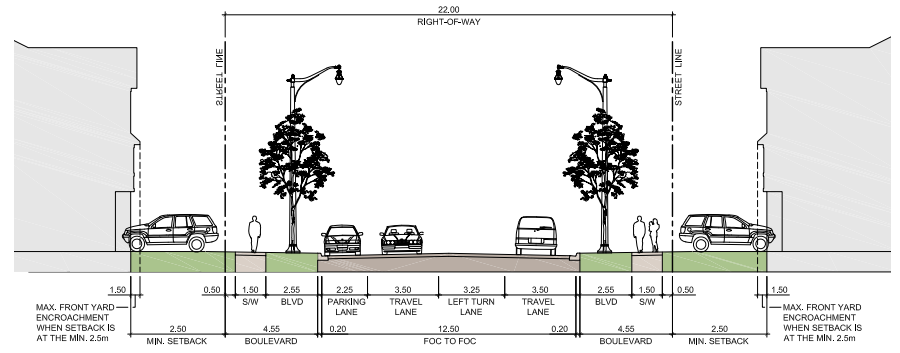 22.00
RIGHT-OF-WAY
STREET LINE
STREET LINE
1.50 0.50 1.50 2.55 2.25 3.50 3.25 3.50 2.55 1.50 0.50 1.50
S/W BLVD PARKING LANE TRAVEL LANE LEFT TURN LANE TRAVEL LANE BLVD S/W
MAX. FRONT YARD
ENCROACHMENT
WHEN SETBACK IS
AT THE MIN. 2.5m
MAX. FRONT YARD
ENCROACHMENT
WHEN SETBACK IS
AT THE MIN. 2.5m
2.50 4.55 0.20 12.50 0.20 4.55 2.50
MIN. SETBACK BOULEVARD FOC TO FOC BOULEVARD MIN. SETBACK